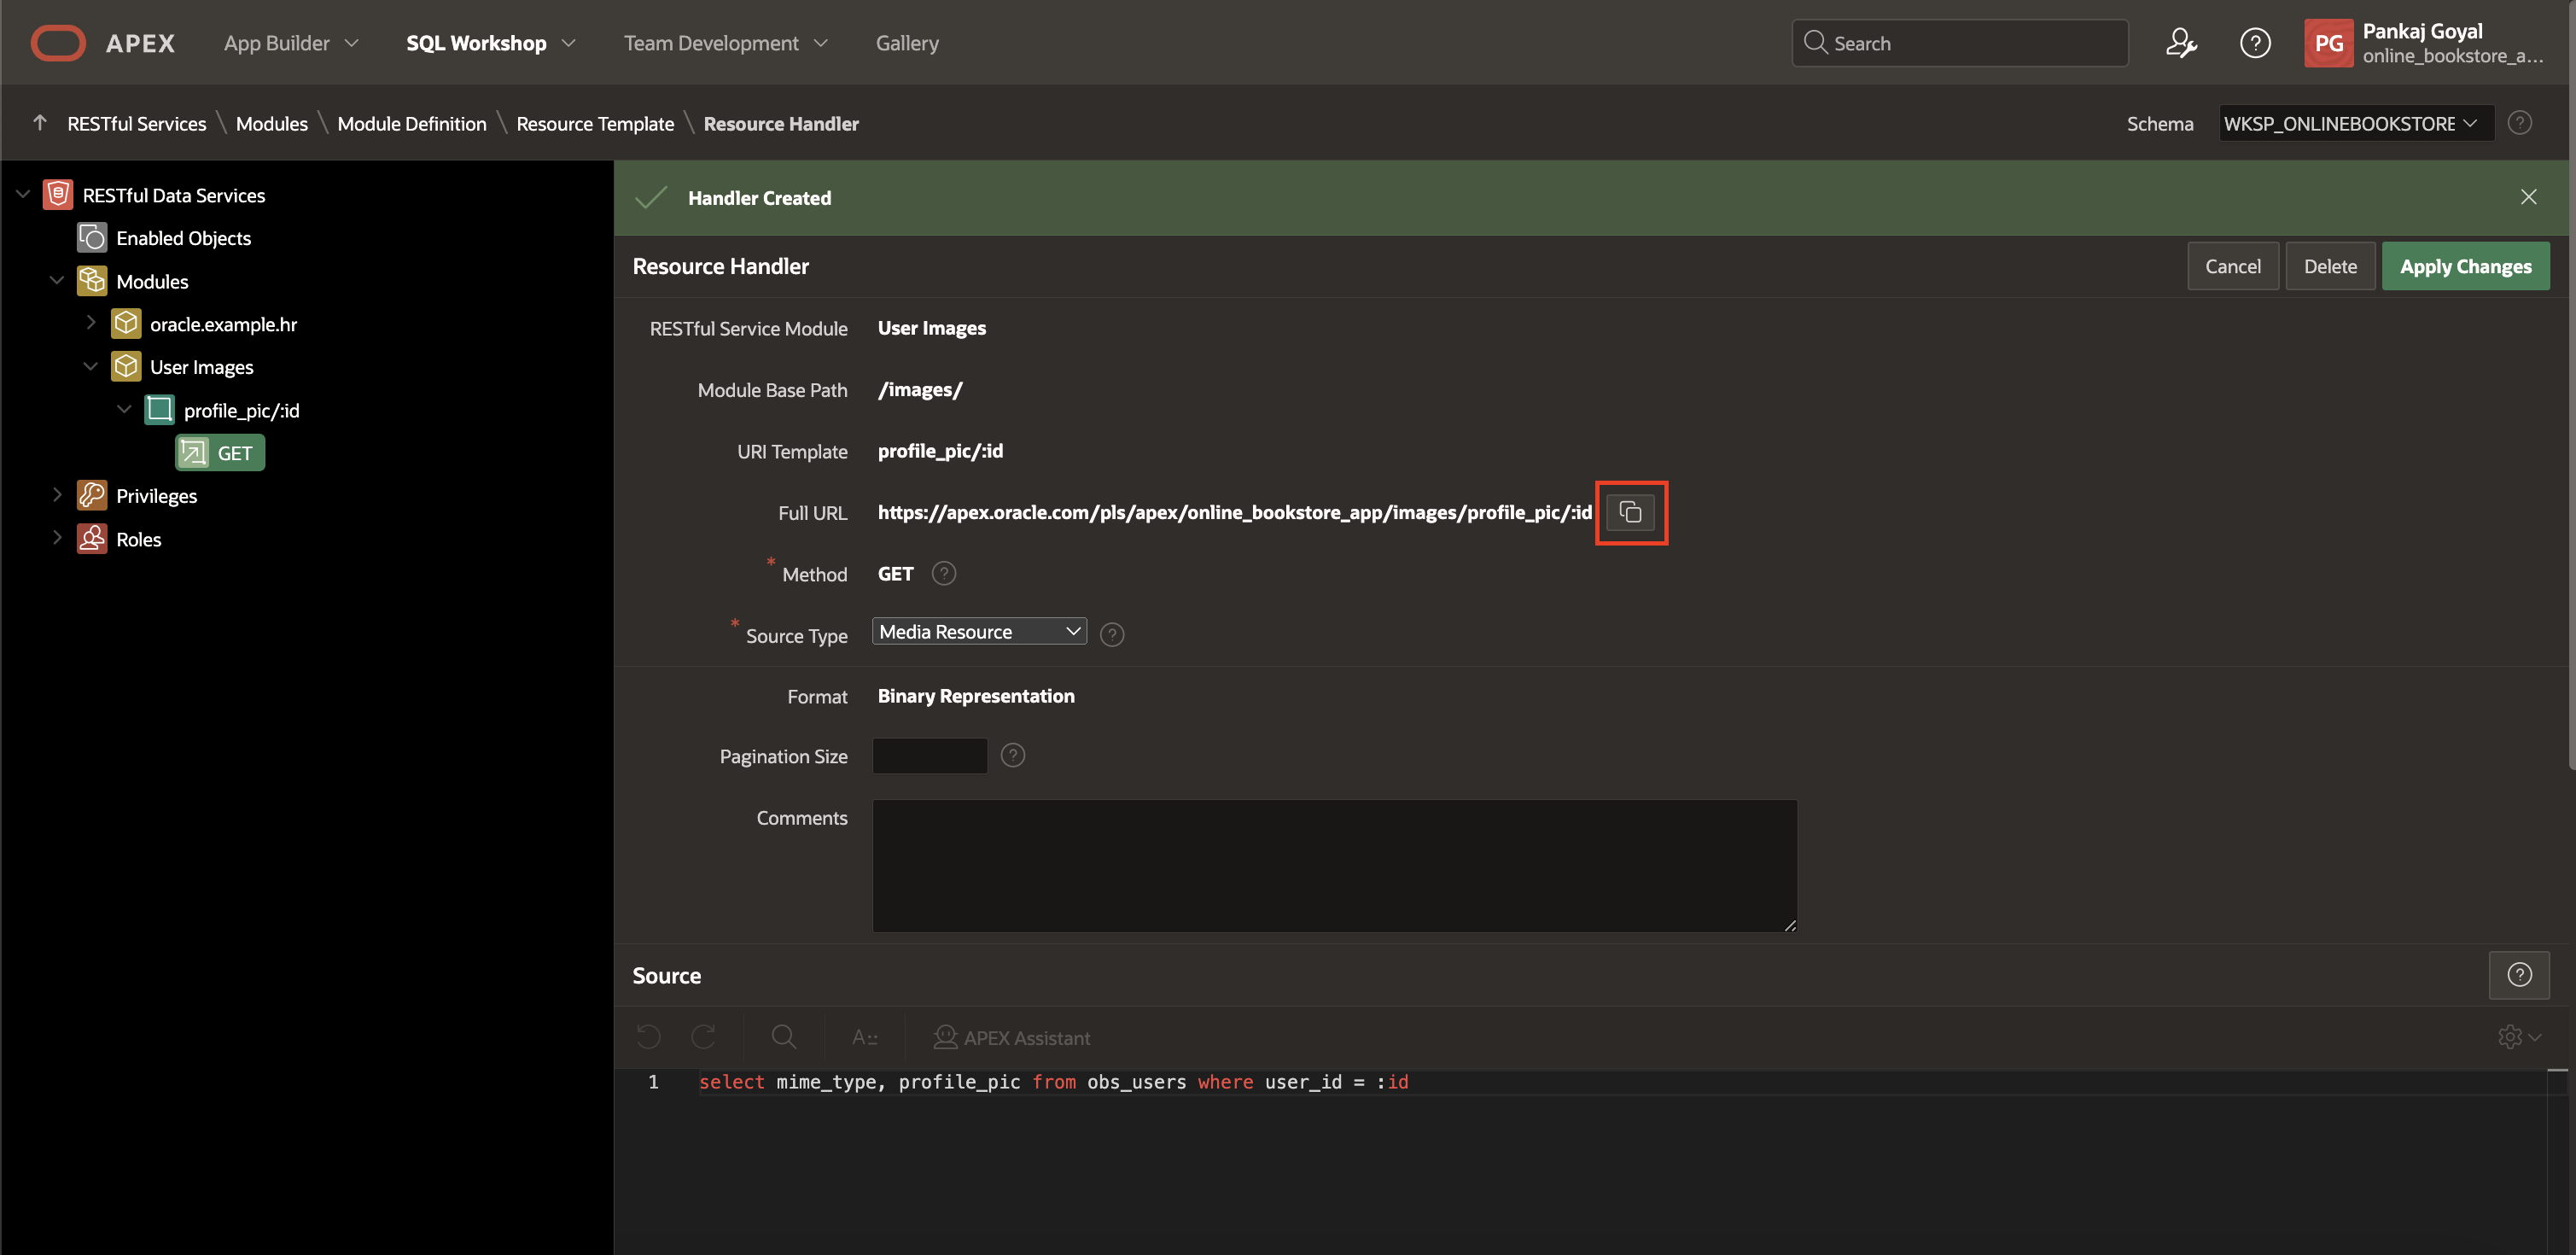 APEX App Builder SQL Workshop Team Development Gallery Search PG Pankaj Goyal
online_bookstore_a...
RESTful Services \ Modules \ Module Definition \ Resource Template \ Resource Handler Schema WKSP_ONLINEBOOKSTORE
RESTful Data Services
Enabled Objects
Modules
oracle.example.hr
User Images
profile_pic/:id
GET
Privileges
Roles
Handler Created
Resource Handler Cancel Delete Apply Changes
RESTful Service Module User Images
Module Base Path /images/
URI Template profile_pic/:id
Full URL https://apex.oracle.com/pls/apex/online_bookstore_app/images/profile_pic/:id
* Method GET
* Source Type Media Resource
Format Binary Representation
Pagination Size
Comments
Source
A:: APEX Assistant
1 select mime_type, profile_pic from obs_users where user_id = :id